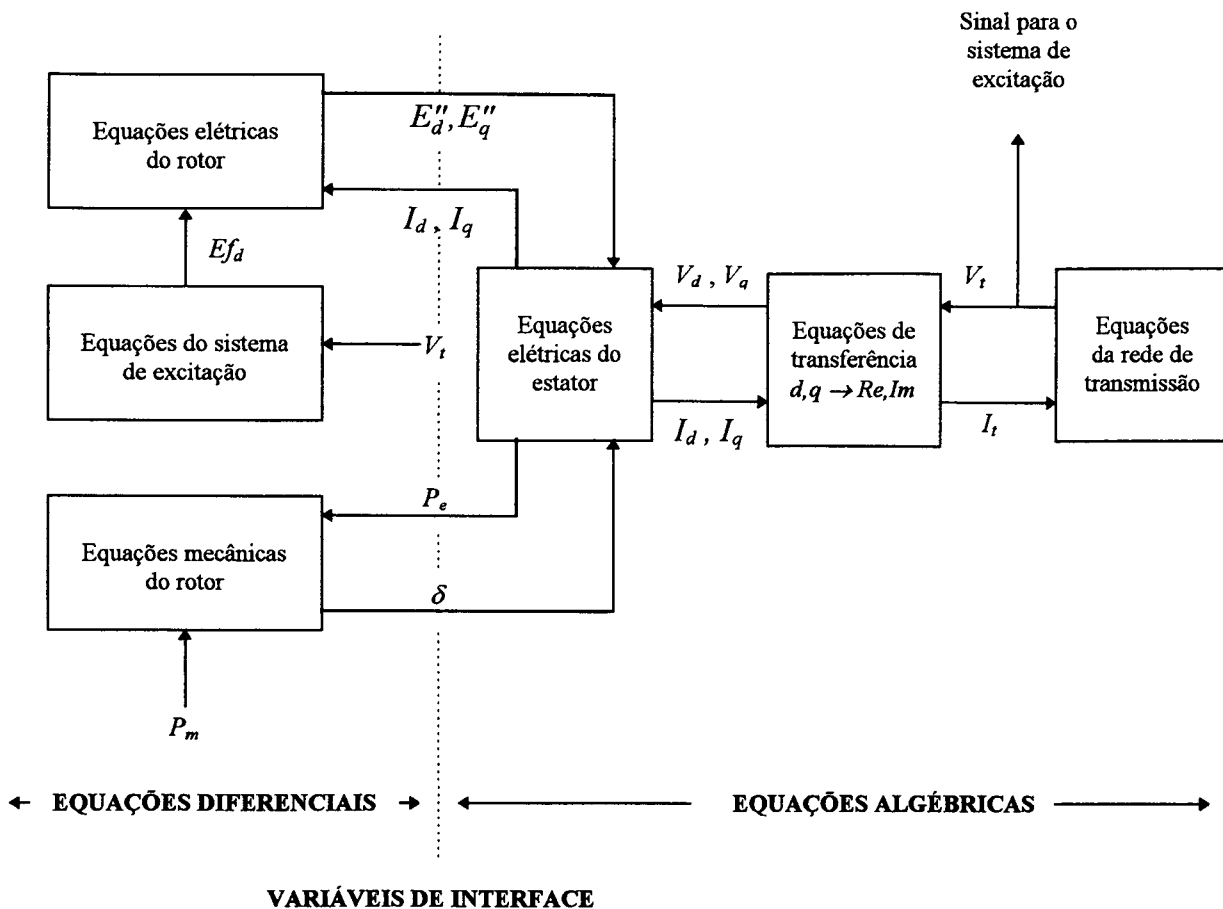 Sinal para o
sistema de
excitação
Equações elétricas
do rotor
E''d, E''q
Id , Iq
Efd
Equações do sistema
de excitação
Vt
Equações
elétricas do
estator
Vd , Vq
Id , Iq
Equações de
transferência
d,q → Re,Im
Vt
It
Equações
da rede de
transmissão
Pe
Equações mecânicas
do rotor
δ
Pm
← EQUAÇÕES DIFERENCIAIS →
← EQUAÇÕES ALGÉBRICAS →
VARIÁVEIS DE INTERFACE